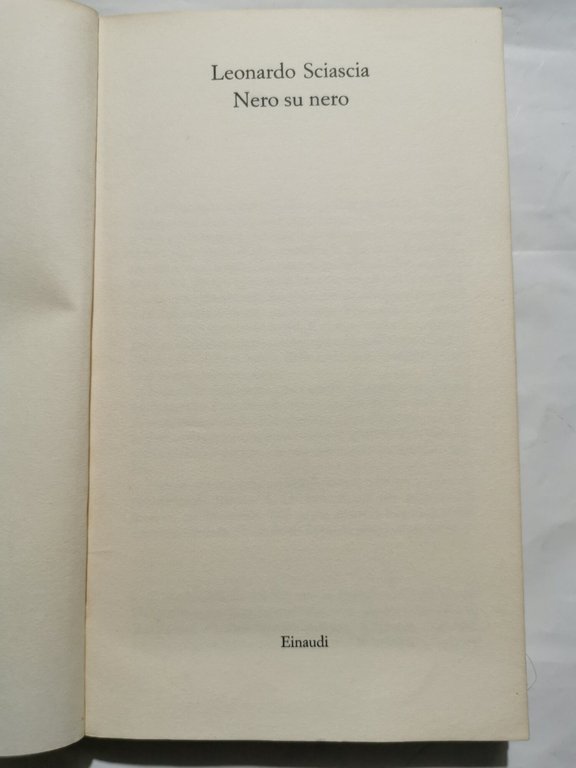 Leonardo Sciascia
Nero su nero
Einaudi